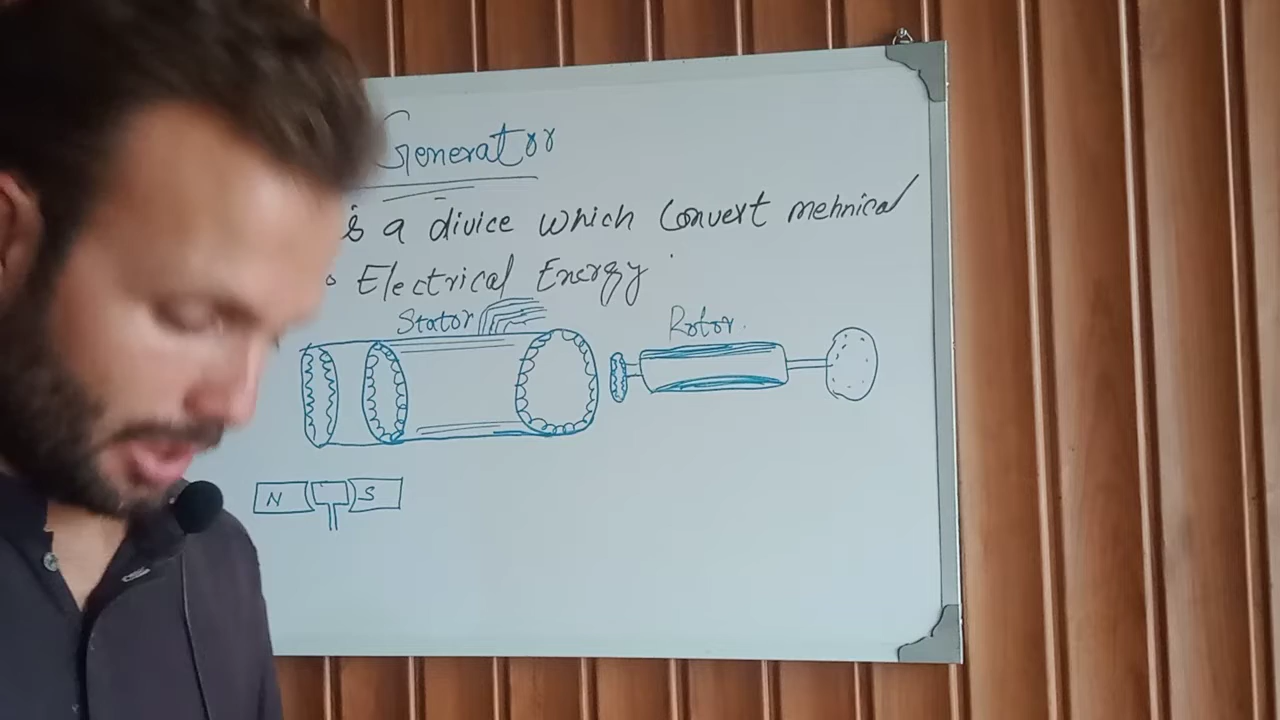 Generator
is a divice which Convert mehnical
Electrical Energy
Stator
Rotor.
N S